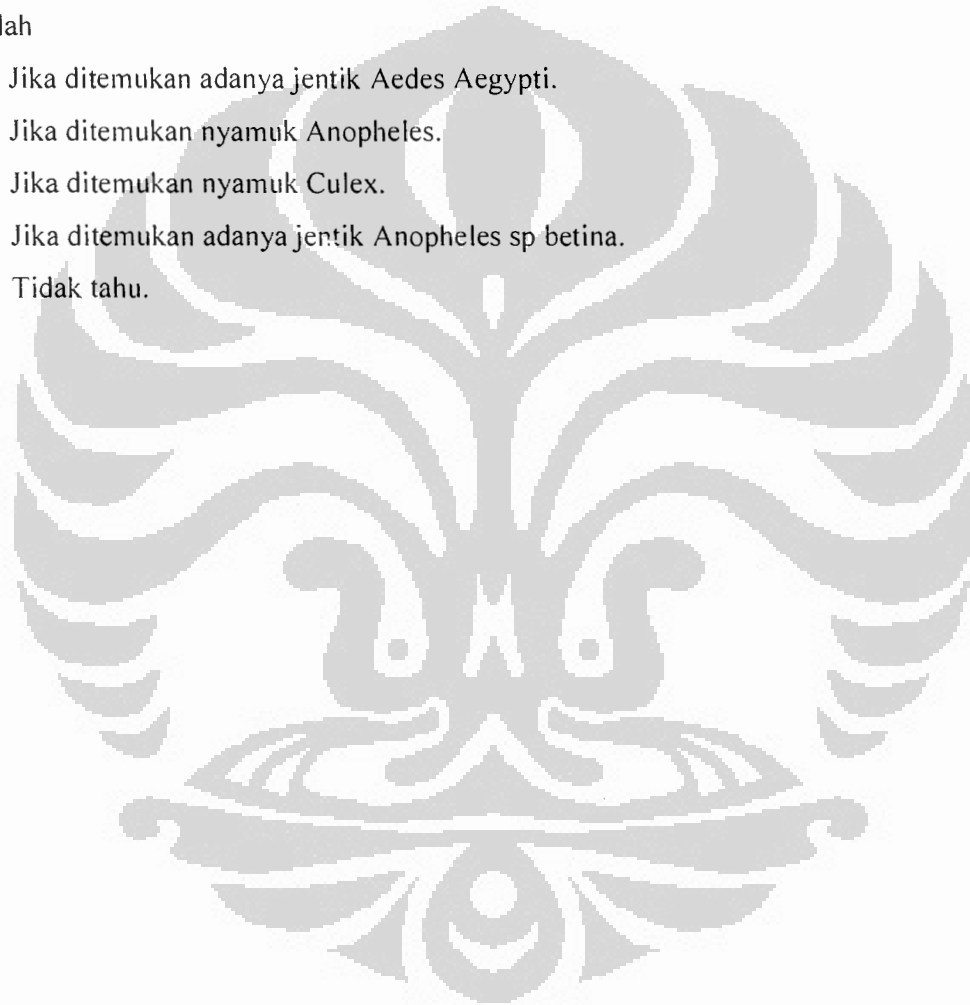 lah
Jika ditemukan adanya jentik Aedes Aegypti.
Jika ditemukan nyamuk Anopheles.
Jika ditemukan nyamuk Culex.
Jika ditemukan adanya jentik Anopheles sp betina.
Tidak tahu.